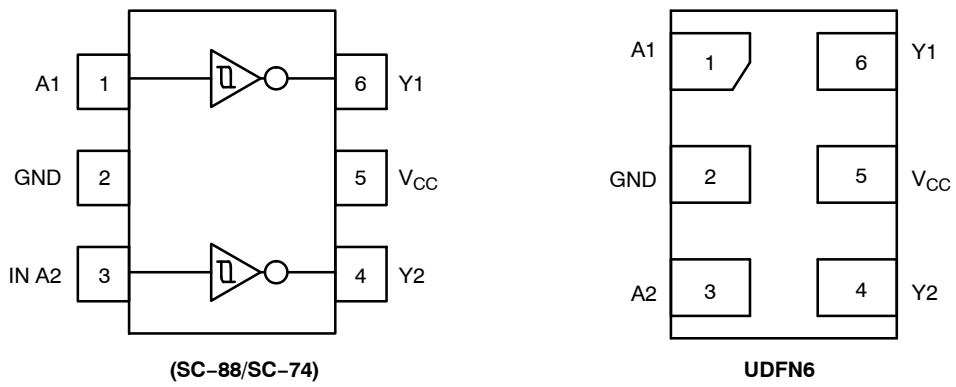 A1 1 6 Y1
GND 2 5 VCC
IN A2 3 4 Y2
(SC−88/SC−74)
A1 1 6 Y1
GND 2 5 VCC
A2 3 4 Y2
UDFN6